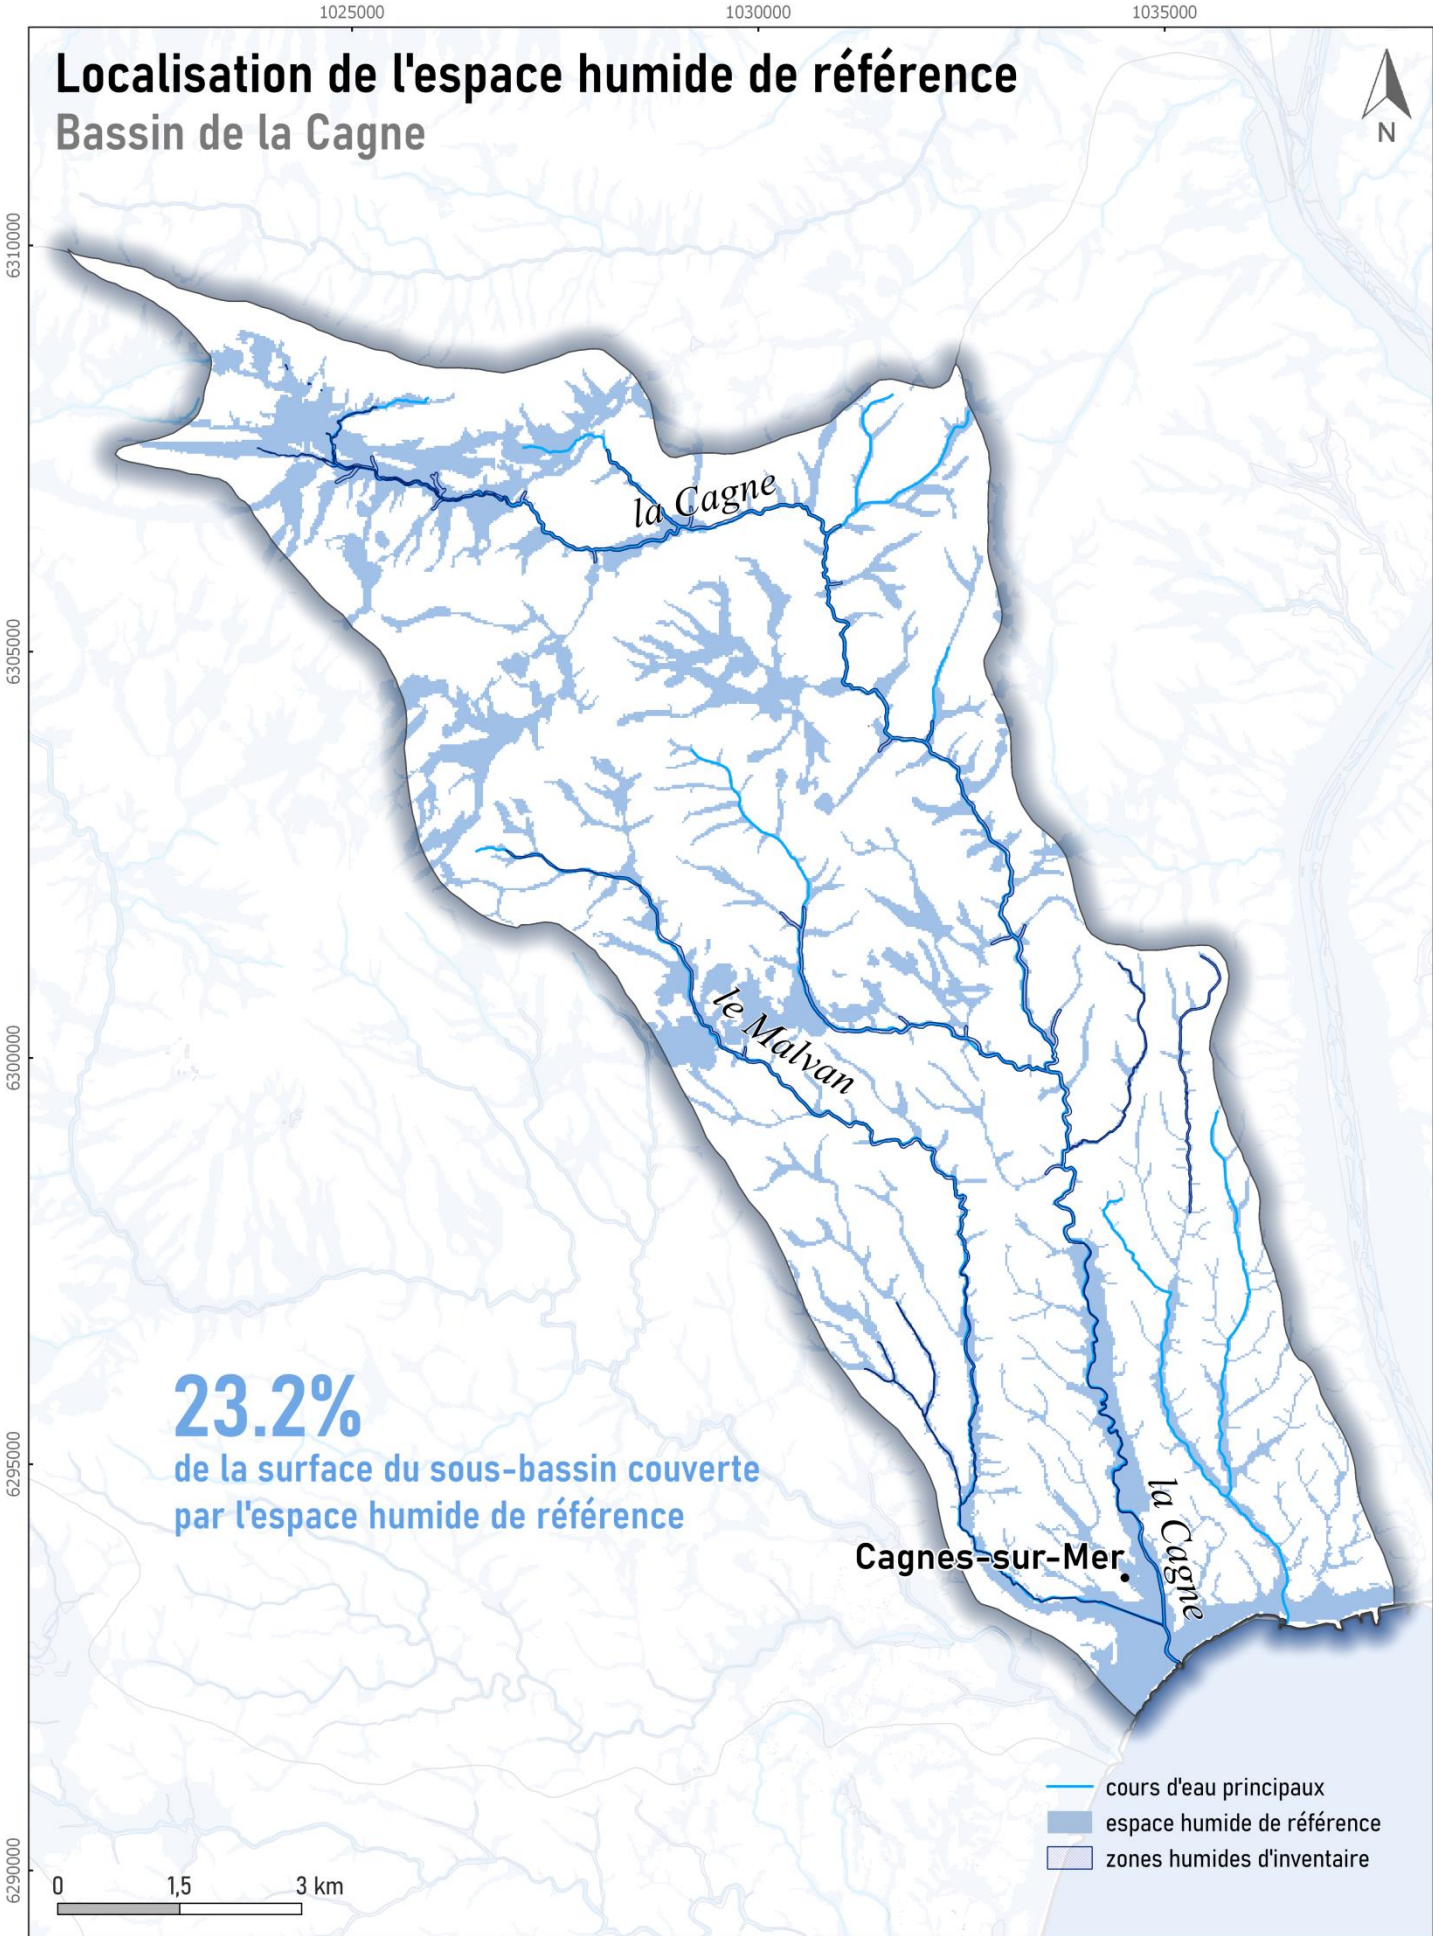 1025000 1030000 1035000
Localisation de l'espace humide de référence
Bassin de la Cagne
N
6310000
6305000
6300000
6295000
6290000
la Cagne
le Malvan
23.2%
de la surface du sous-bassin couverte
par l'espace humide de référence
la Cagne
Cagnes-sur-Mer
cours d'eau principaux
espace humide de référence
zones humides d'inventaire
0 1,5 3 km